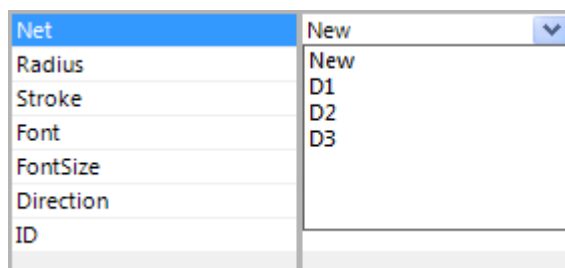 Net New
Radius New
Stroke D1
Font D2
FontSize D3
Direction
ID